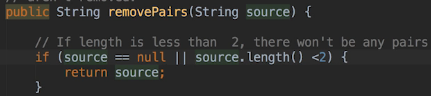 public String removePairs(String source) {
// If length is less than  2, there won't be any pairs
if (source == null || source.length() <2) {
return source;
}